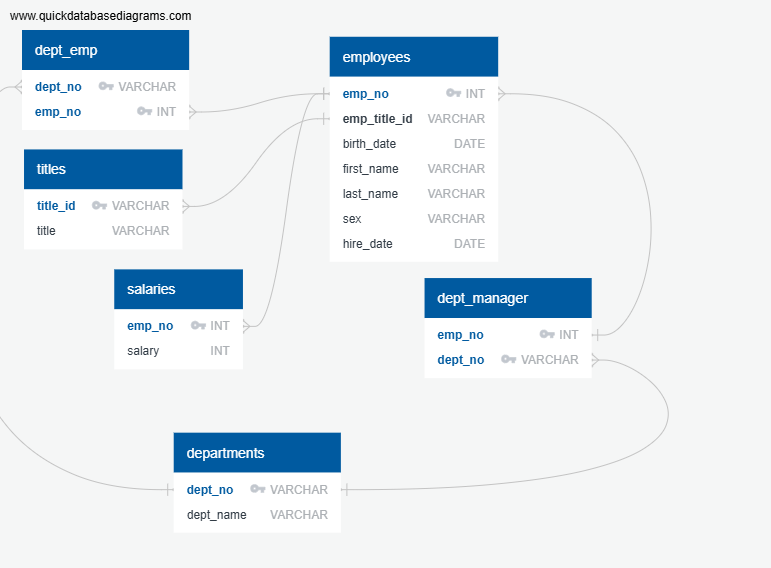 www.quickdatabasediagrams.com
dept_emp
dept_no VARCHAR
emp_no INT
employees
emp_no INT
emp_title_id VARCHAR
birth_date DATE
first_name VARCHAR
last_name VARCHAR
sex VARCHAR
hire_date DATE
titles
title_id VARCHAR
title VARCHAR
salaries
emp_no INT
salary INT
dept_manager
emp_no INT
dept_no VARCHAR
departments
dept_no VARCHAR
dept_name VARCHAR